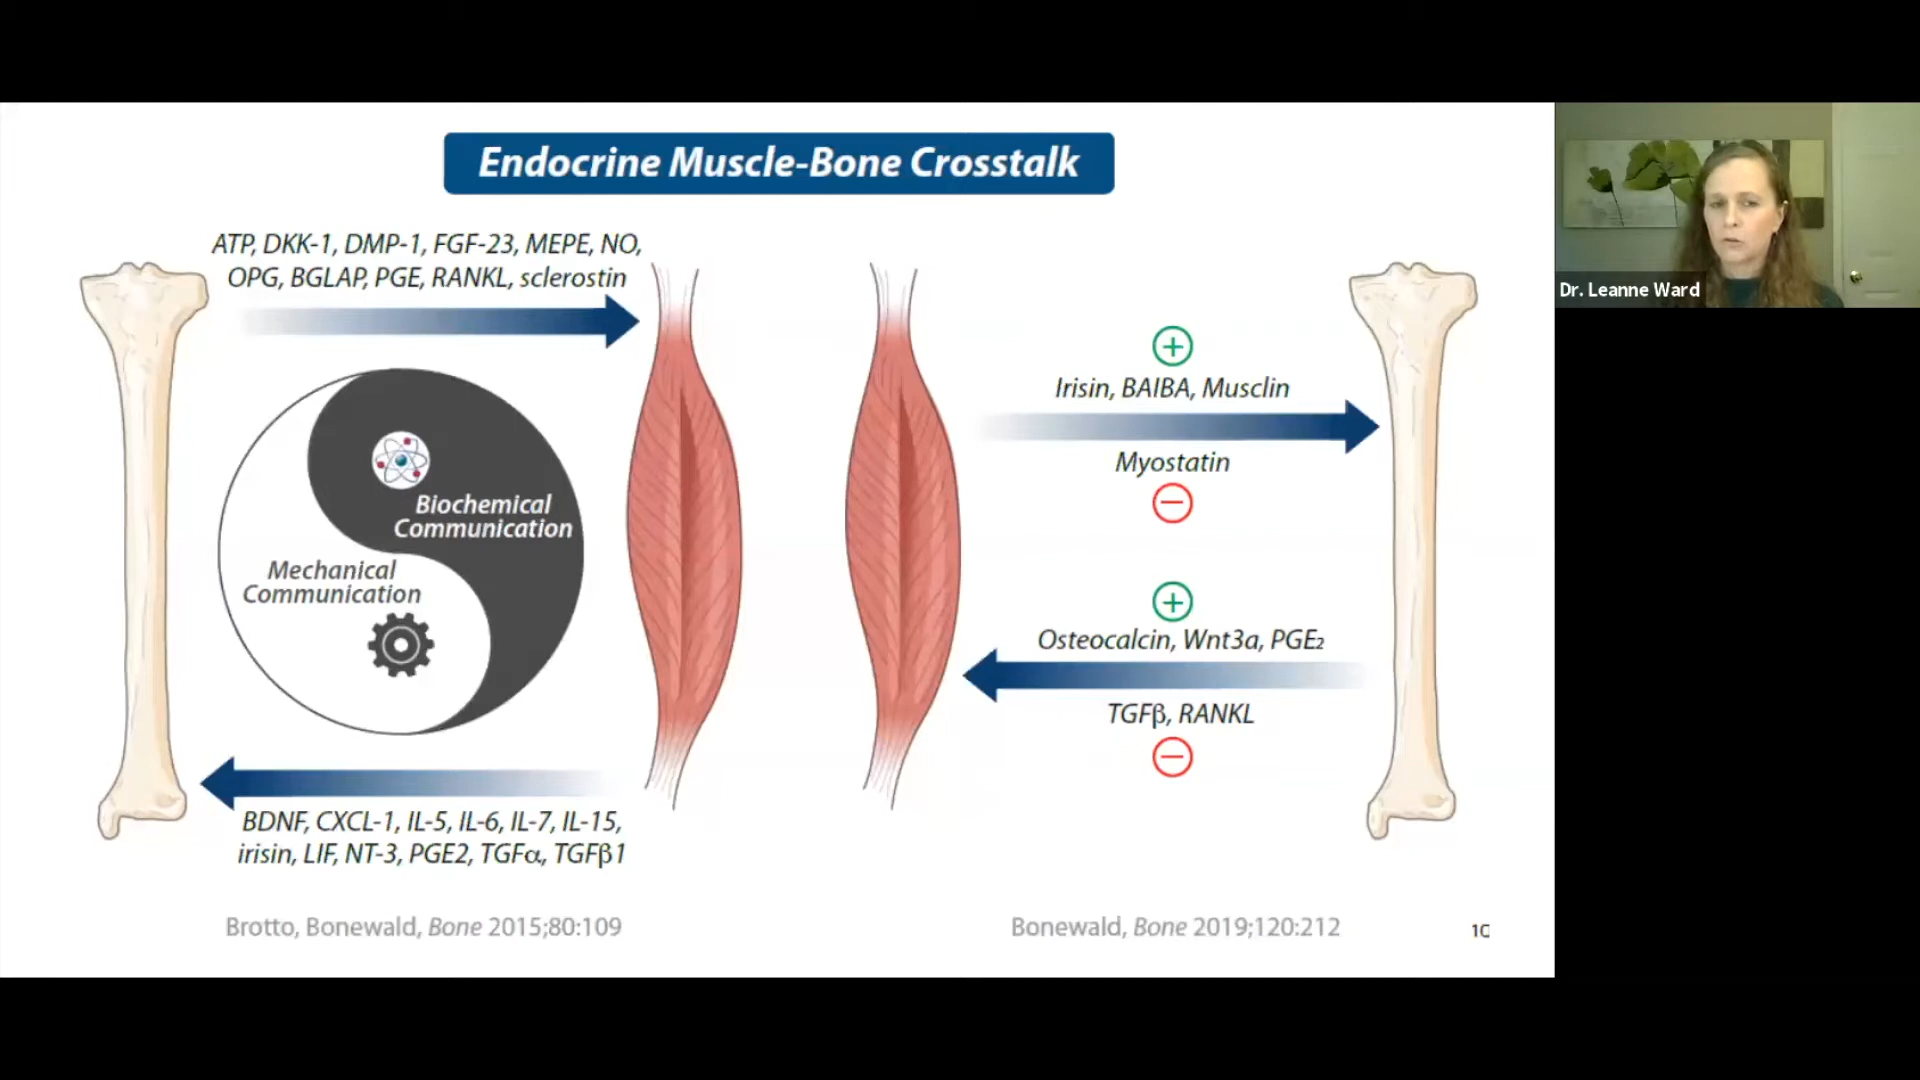 Endocrine Muscle-Bone Crosstalk
ATP, DKK-1, DMP-1, FGF-23, MEPE, NO,
OPG, BGLAP, PGE, RANKL, sclerostin
Biochemical
Communication
Mechanical
Communication
BDNF, CXCL-1, IL-5, IL-6, IL-7, IL-15,
irisin, LIF, NT-3, PGE2, TGFα, TGFβ1
Brotto, Bonewald, Bone 2015;80:109
+
Irisin, BAIBA, Musclin
Myostatin
−
+
Osteocalcin, Wnt3a, PGE₂
TGFβ, RANKL
−
Bonewald, Bone 2019;120:212
Dr. Leanne Ward